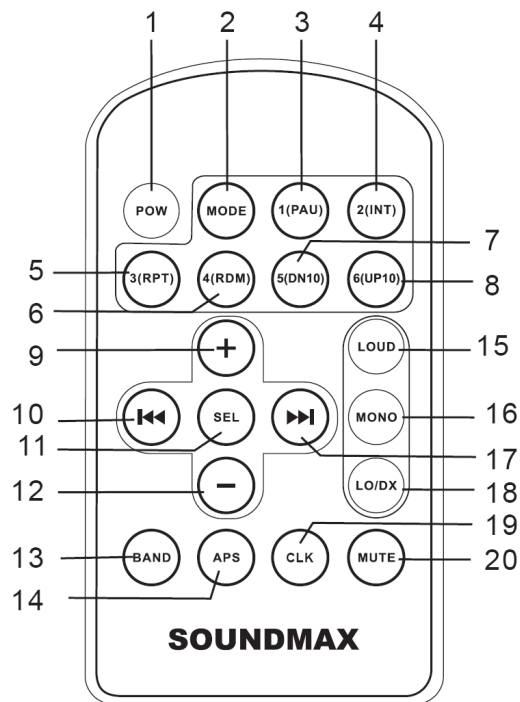 1 2 3 4
POW MODE 1(PAU) 2(INT)
7
5 3(RPT) 4(RDM) 5(DN10) 6(UP10) 8
6
9 + LOUD 15
10 SEL MONO 16
11 17
12 − LO/DX 18
19
13 BAND APS CLK MUTE 20
14
SOUNDMAX